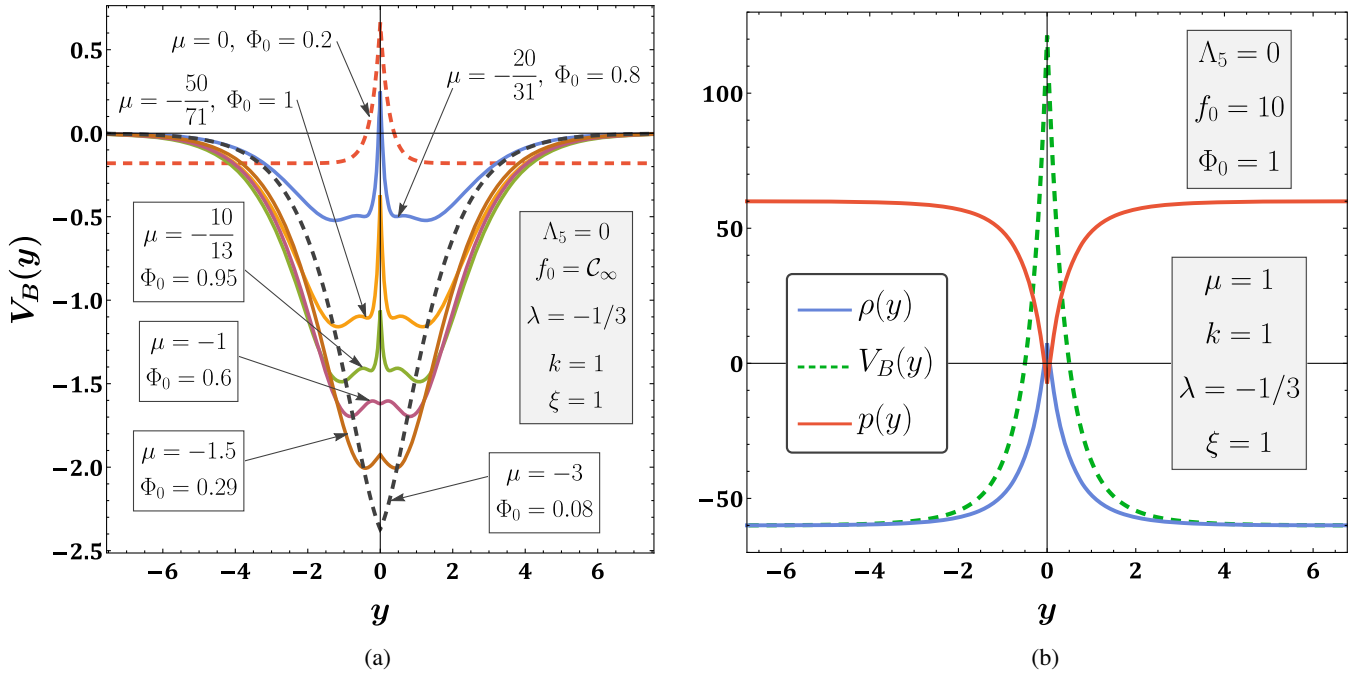 0.5
0.0
−0.5
−1.0
−1.5
−2.0
−2.5
V_B(y)
−6 −4 −2 0 2 4 6
y
μ = 0, Φ₀ = 0.2
μ = −20/31, Φ₀ = 0.8
μ = −50/71, Φ₀ = 1
μ = −10/13
Φ₀ = 0.95
μ = −1
Φ₀ = 0.6
μ = −1.5
Φ₀ = 0.29
μ = −3
Φ₀ = 0.08
Λ₅ = 0
f₀ = 𝒞_∞
λ = −1/3
k = 1
ξ = 1
(a)
100
50
0
−50
−6 −4 −2 0 2 4 6
y
Λ₅ = 0
f₀ = 10
Φ₀ = 1
ρ(y)
V_B(y)
p(y)
μ = 1
k = 1
λ = −1/3
ξ = 1
(b)